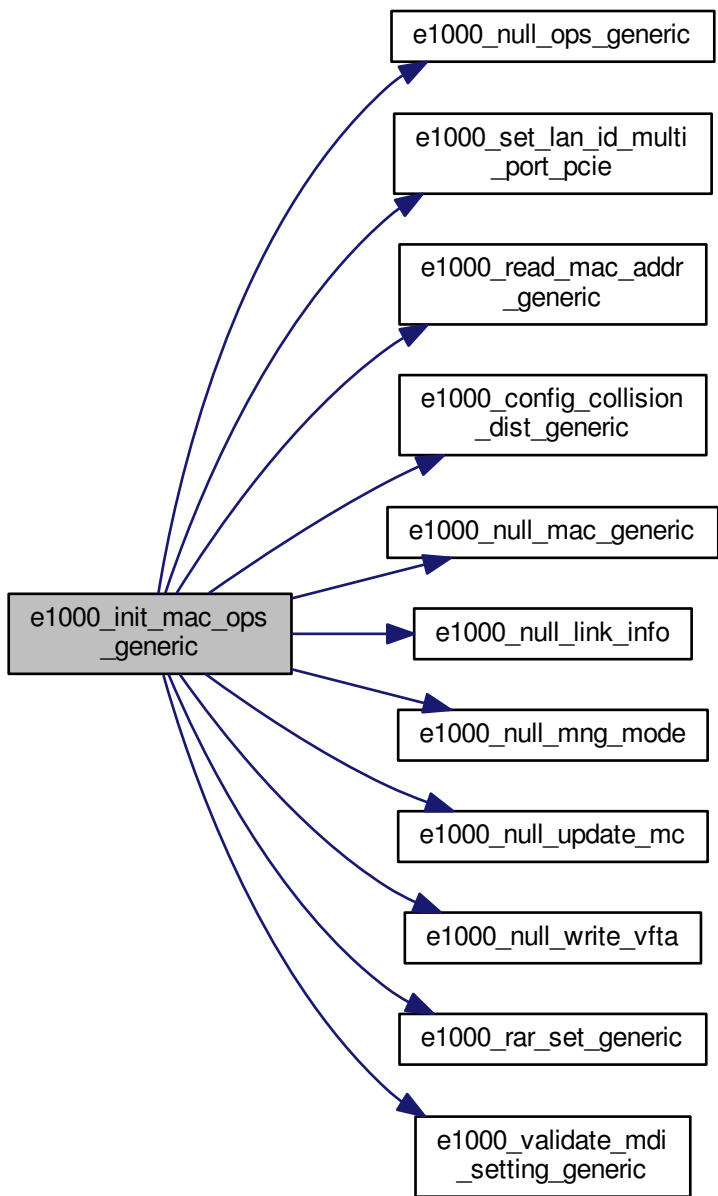 e1000_null_ops_generic
e1000_set_lan_id_multi
_port_pcie
e1000_read_mac_addr
_generic
e1000_config_collision
_dist_generic
e1000_null_mac_generic
e1000_init_mac_ops
_generic
e1000_null_link_info
e1000_null_mng_mode
e1000_null_update_mc
e1000_null_write_vfta
e1000_rar_set_generic
e1000_validate_mdi
_setting_generic